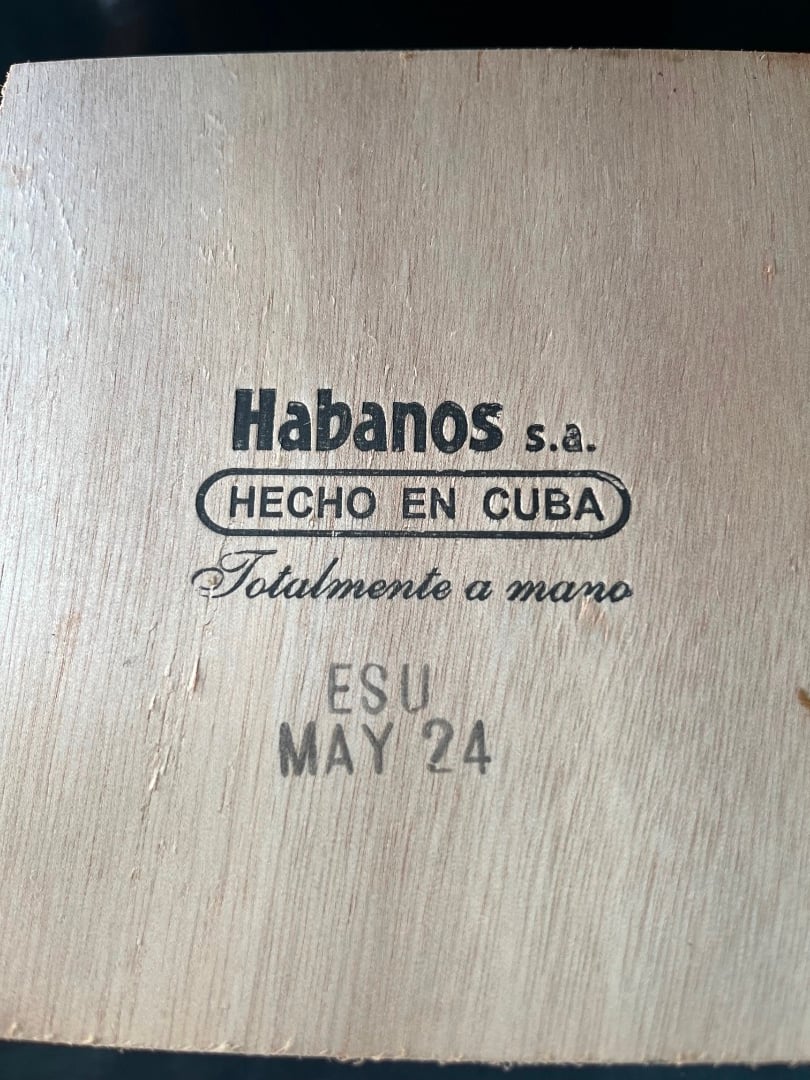 Habanos s.a.
HECHO EN CUBA
Totalmente a mano
ESU
MAY 24